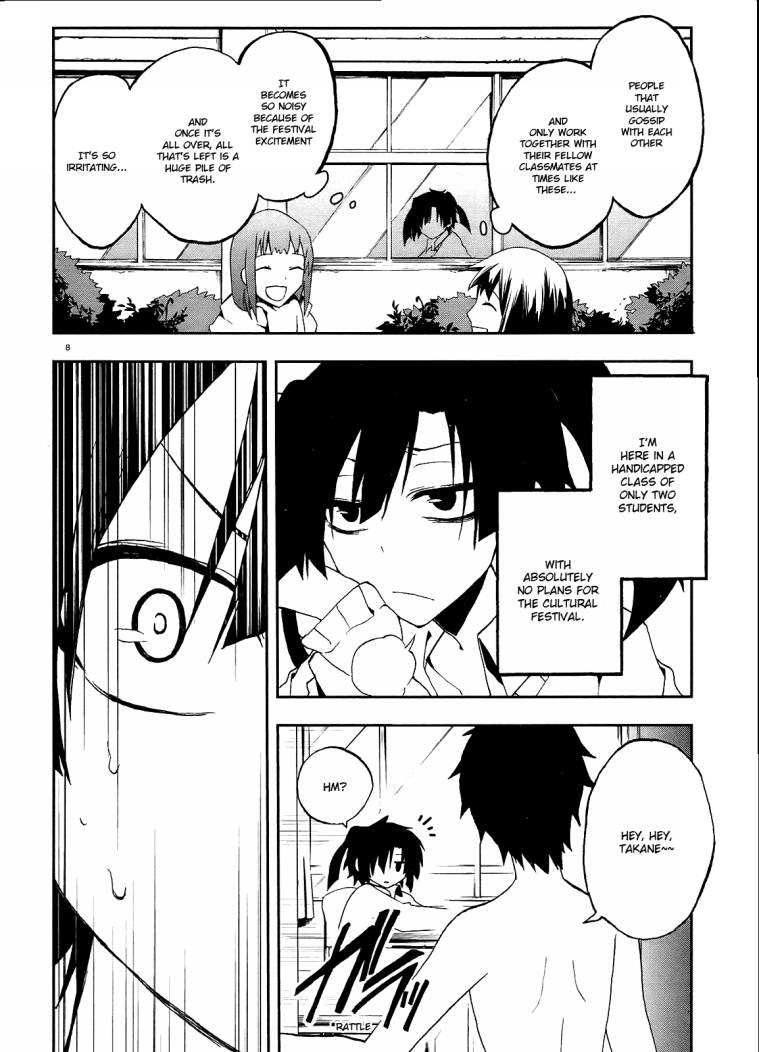 PEOPLE
THAT
USUALLY
GOSSIP
WITH EACH
OTHER
AND
ONLY WORK
TOGETHER WITH
THEIR FELLOW
CLASSMATES AT
TIMES LIKE
THESE...
IT
BECOMES
SO NOISY
BECAUSE OF
THE FESTIVAL
EXCITEMENT
AND
ONCE IT'S
ALL OVER, ALL
THAT'S LEFT IS A
HUGE PILE OF
TRASH.
IT'S SO
IRRITATING...
8
I'M
HERE IN A
HANDICAPPED
CLASS OF
ONLY TWO
STUDENTS,
WITH
ABSOLUTELY
NO PLANS FOR
THE CULTURAL
FESTIVAL.
HEY, HEY,
TAKANE~~
HM?
ガラッ
*RATTLE*